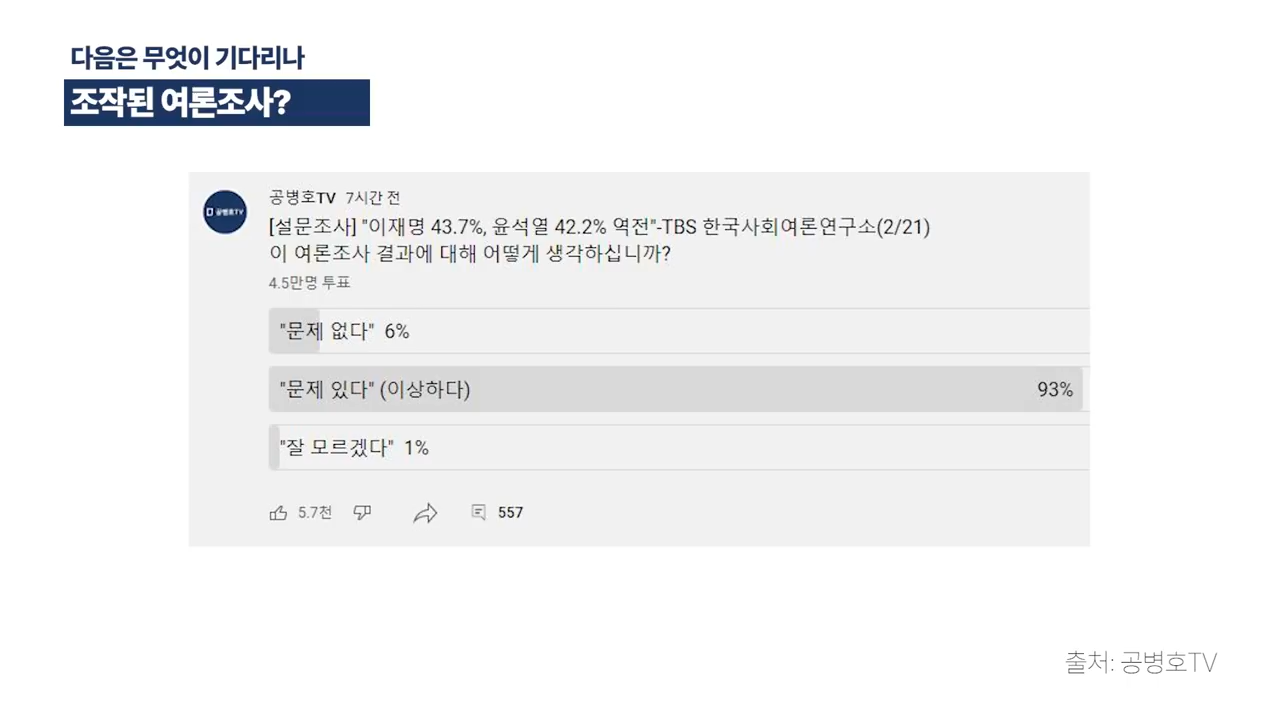 다음은 무엇이 기다리나
조작된 여론조사?
공병호TV
공병호TV 7시간 전
[설문조사] "이재명 43.7%, 윤석열 42.2% 역전"-TBS 한국사회여론연구소(2/21)
이 여론조사 결과에 대해 어떻게 생각하십니까?
4.5만명 투표
"문제 없다" 6%
"문제 있다" (이상하다) 93%
"잘 모르겠다" 1%
5.7천 557
출처: 공병호TV